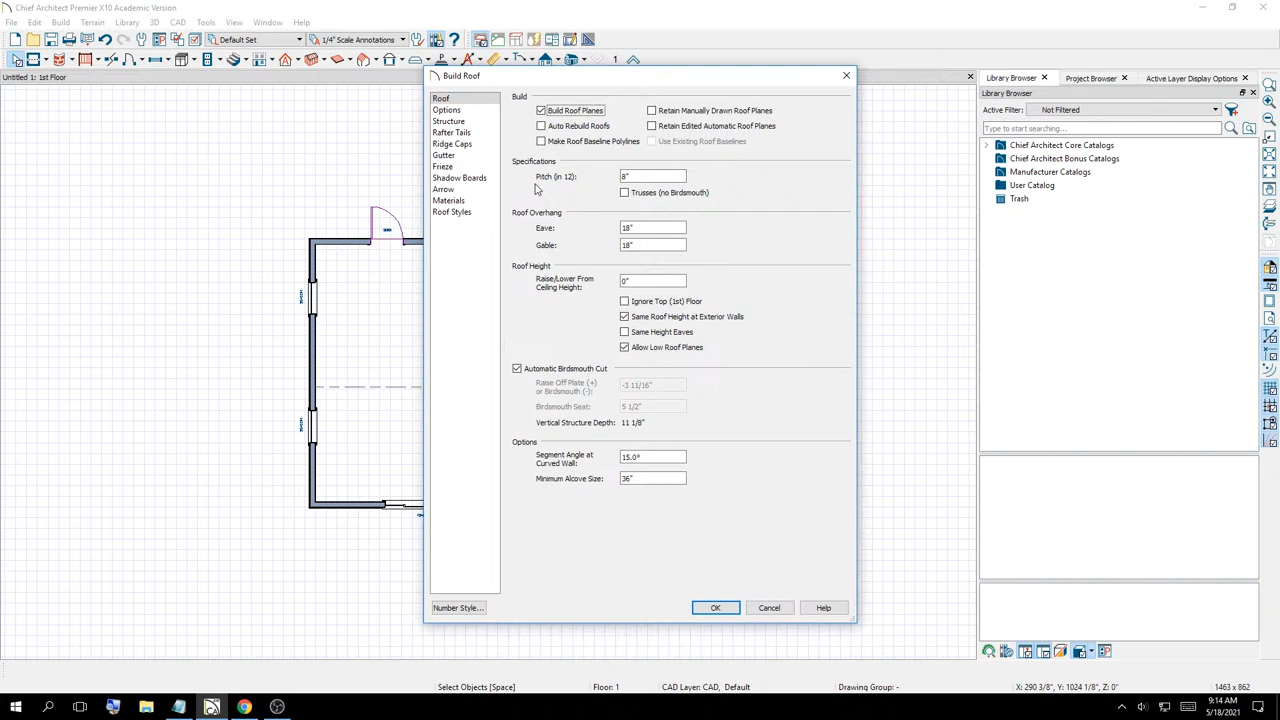 Chief Architect Premier X10 Academic Version
File Edit Build Terrain Library 3D CAD Tools View Window Help
Default Set 1/4" Scale Annotations
Untitled 1: 1st Floor
Build Roof
Roof
Options
Structure
Rafter Tails
Ridge Caps
Gutter
Frieze
Shadow Boards
Arrow
Materials
Roof Styles
Build
Build Roof Planes Retain Manually Drawn Roof Planes
Auto Rebuild Roofs Retain Edited Automatic Roof Planes
Make Roof Baseline Polylines Use Existing Roof Baselines
Specifications
Pitch (in 12): 8"
Trusses (no Birdsmouth)
Roof Overhang
Eave: 18"
Gable: 18"
Roof Height
Raise/Lower From
Ceiling Height: 0"
Ignore Top (1st) Floor
Same Roof Height at Exterior Walls
Same Height Eaves
Allow Low Roof Planes
Automatic Birdsmouth Cut
Raise Off Plate (+)
or Birdsmouth (-): -3 11/16"
Birdsmouth Seat: 5 1/2"
Vertical Structure Depth: 11 1/8"
Options
Segment Angle at
Curved Wall: 15.0°
Minimum Alcove Size: 36"
Number Style... OK Cancel Help
Library Browser Project Browser Active Layer Display Options
Library Browser
Active Filter: Not Filtered
Type to start searching...
Chief Architect Core Catalogs
Chief Architect Bonus Catalogs
Manufacturer Catalogs
User Catalog
Trash
Select Objects [Space] Floor: 1 CAD Layer: CAD, Default Drawing Group: - X: 290 3/8", Y: 1024 1/8", Z: 0" 1463 x 862
9:14 AM
5/18/2021